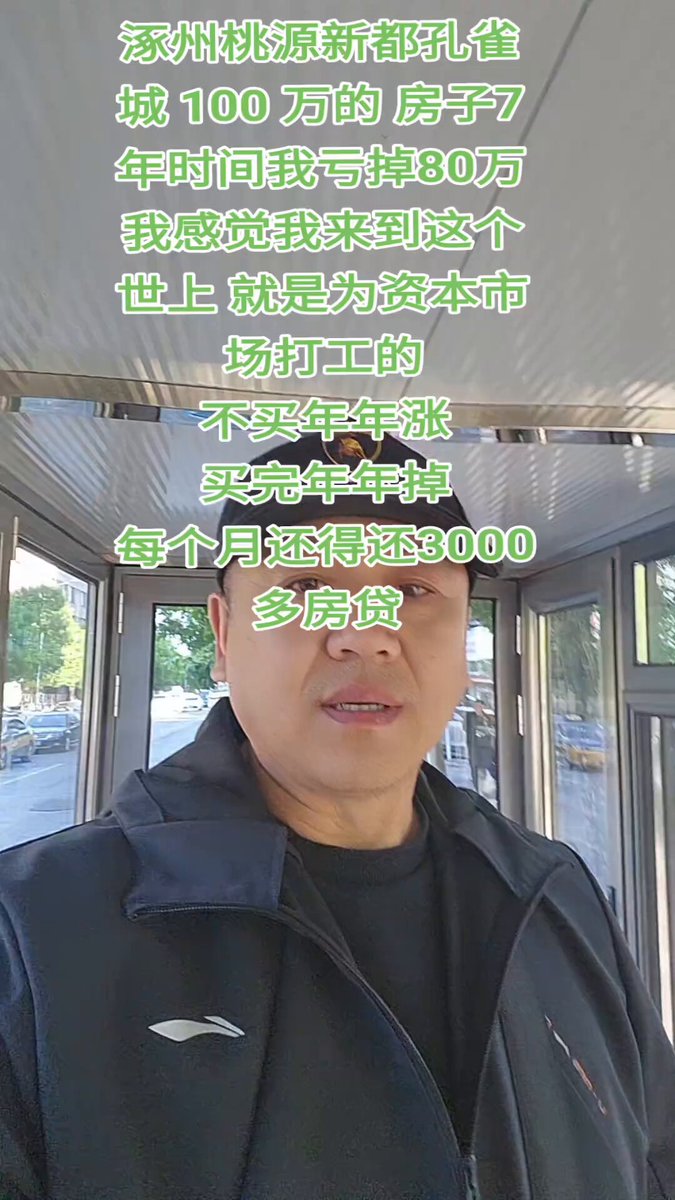 涿州桃源新都孔雀
城 100 万的 房子7
年时间我亏掉80万
我感觉我来到这个
世上 就是为资本市
场打工的
不买年年涨
买完年年掉
每个月还得还3000
多房贷